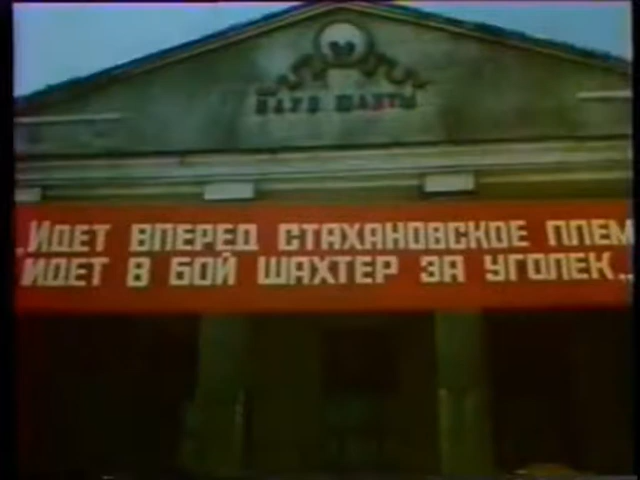 „ИДЕТ ВПЕРЕД СТАХАНОВСКОЕ ПЛЕМ
ИДЕТ В БОЙ ШАХТЕР ЗА УГОЛЕК„